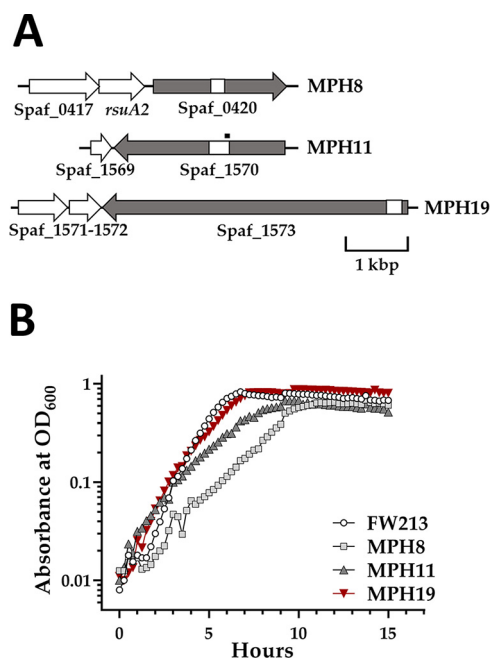 A
MPH8
Spaf_0417 rsuA2 Spaf_0420
MPH11
Spaf_1569 Spaf_1570
MPH19
Spaf_1571-1572 Spaf_1573
1 kbp
B
Absorbance at OD600
1
0.1
0.01
FW213
MPH8
MPH11
MPH19
0 5 10 15
Hours